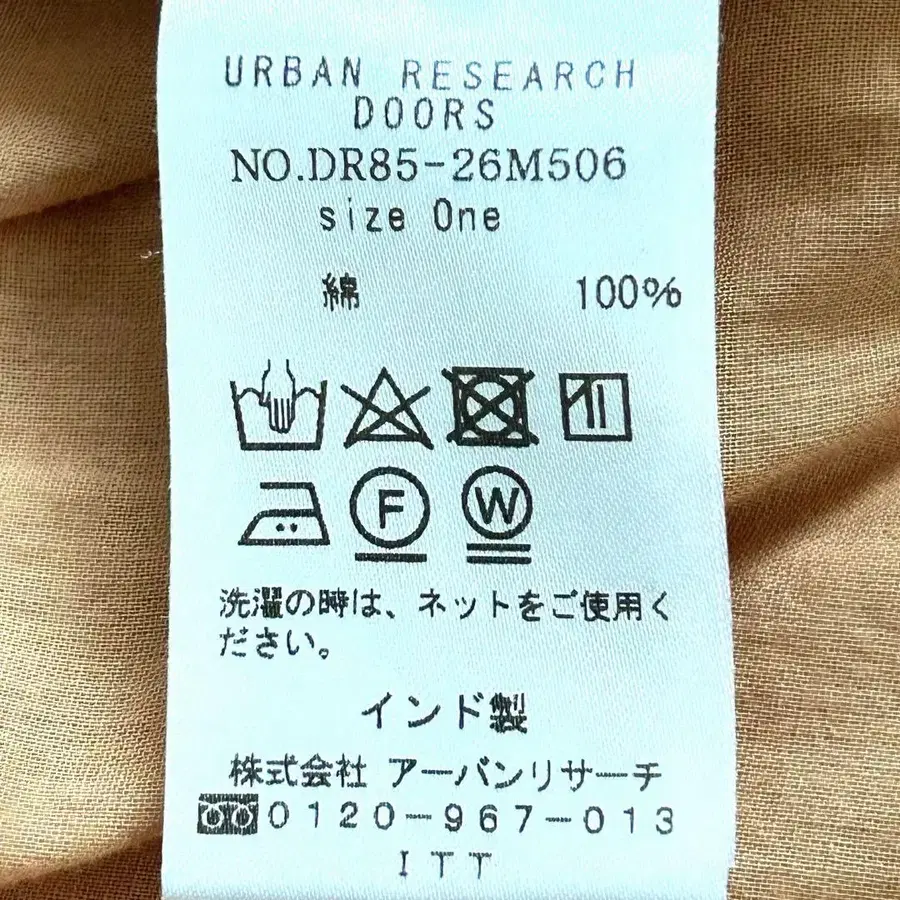 URBAN RESEARCH
DOORS
NO.DR85-26M506
size One
綿 100%
F W
洗濯の時は、ネットをご使用く
ださい。
インド製
株式会社 アーバンリサーチ
0120-967-013
ITT